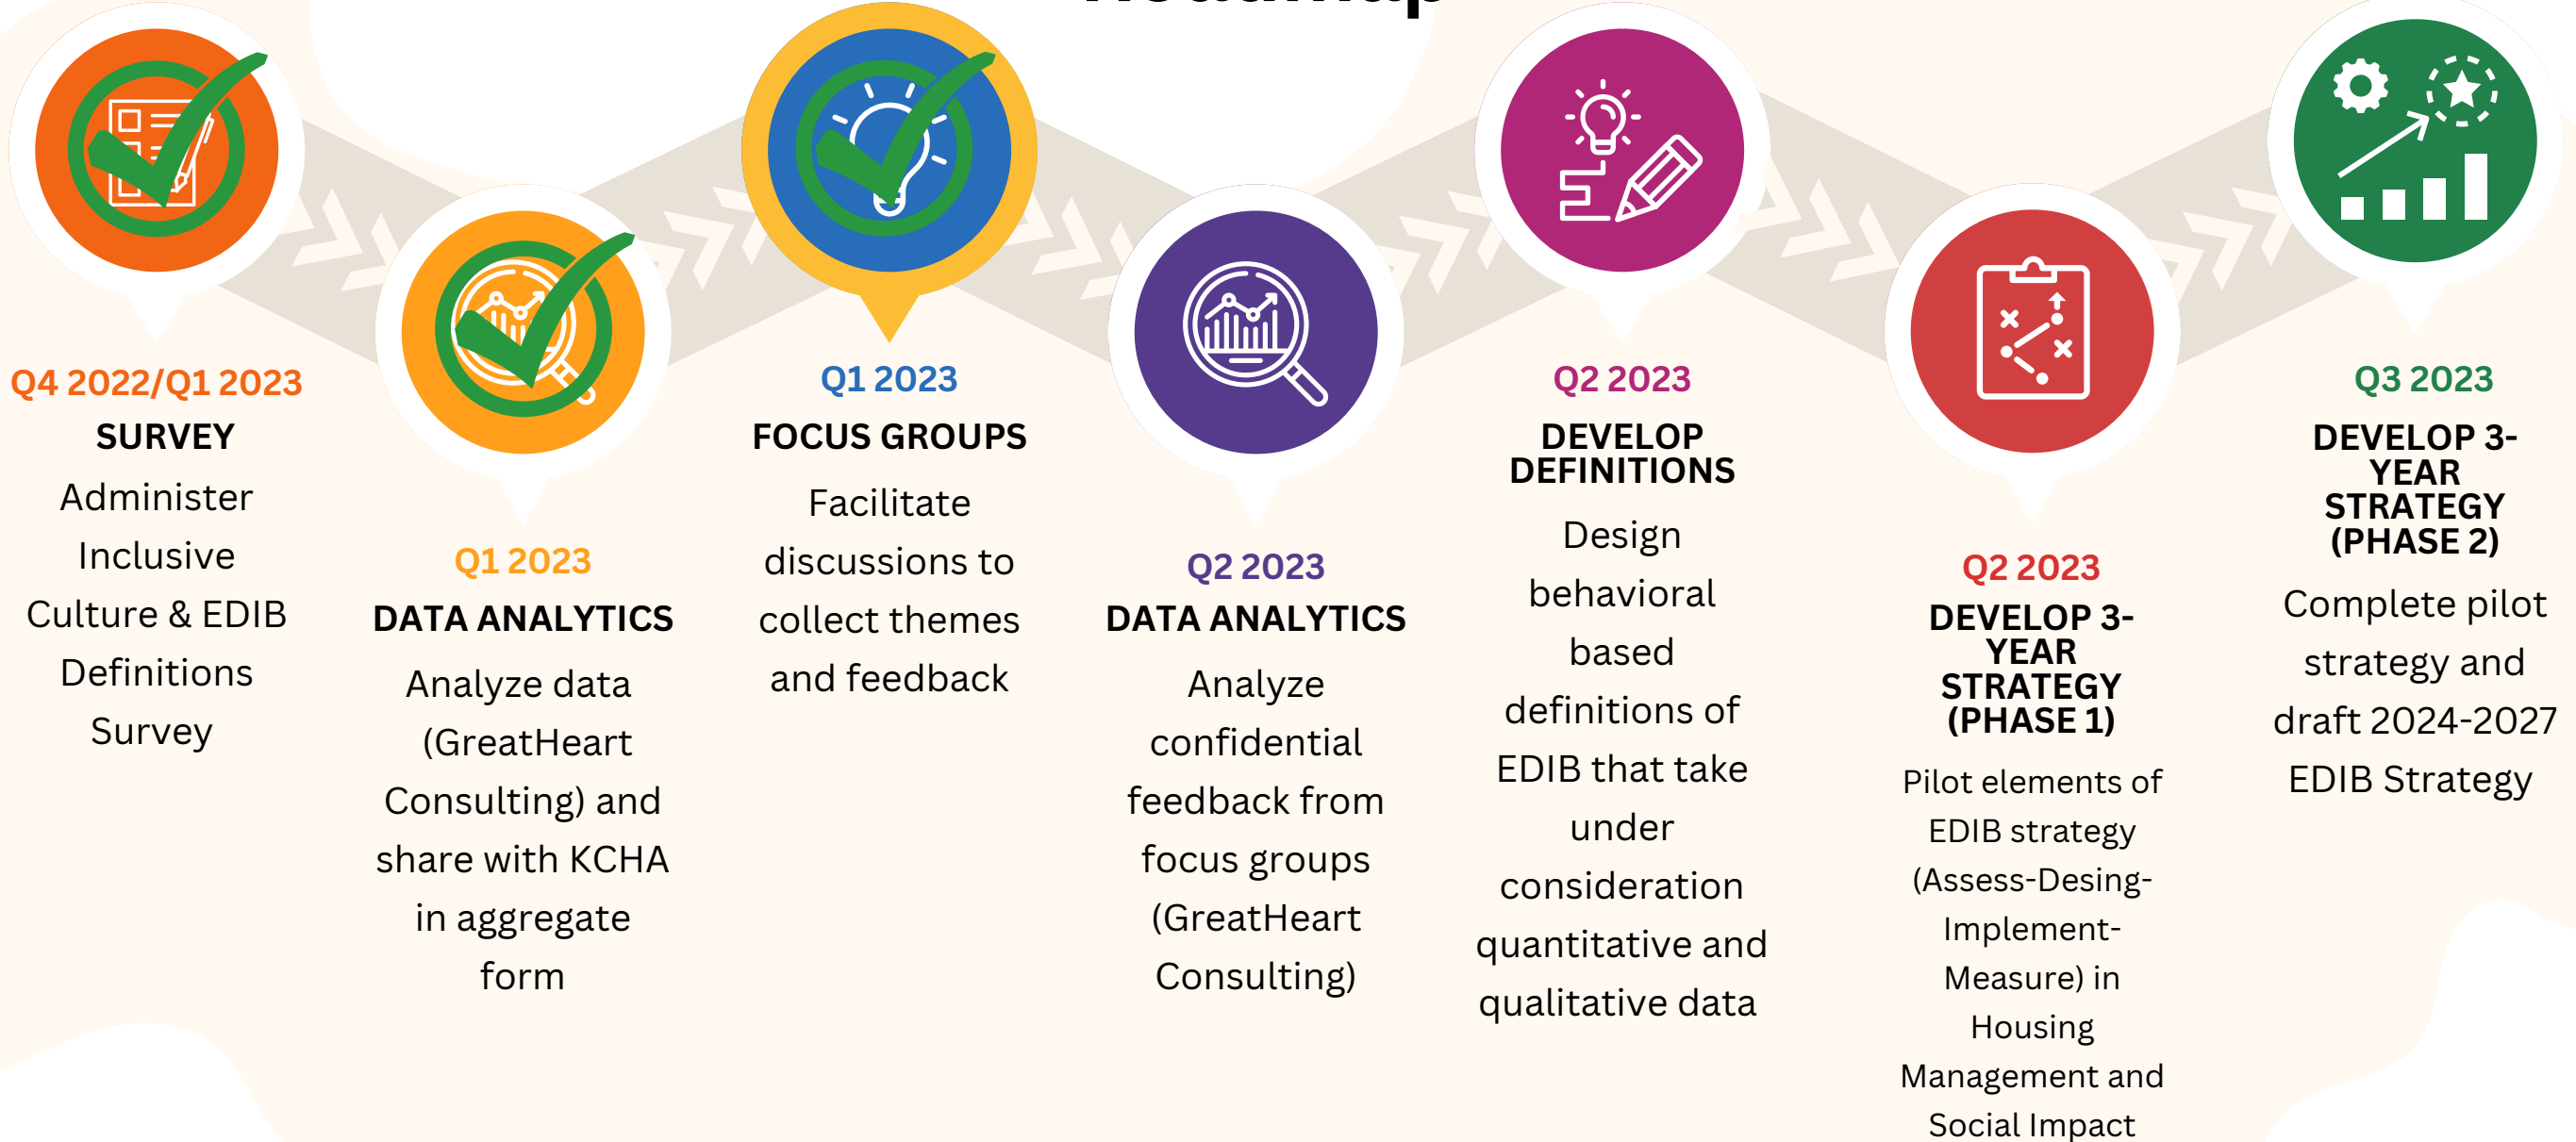 Q4 2022/Q1 2023
SURVEY
Administer
Inclusive
Culture & EDIB
Definitions
Survey
Q1 2023
DATA ANALYTICS
Analyze data
(GreatHeart
Consulting) and
share with KCHA
in aggregate
form
Q1 2023
FOCUS GROUPS
Facilitate
discussions to
collect themes
and feedback
Q2 2023
DATA ANALYTICS
Analyze
confidential
feedback from
focus groups
(GreatHeart
Consulting)
Q2 2023
DEVELOP
DEFINITIONS
Design
behavioral
based
definitions of
EDIB that take
under
consideration
quantitative and
qualitative data
Q2 2023
DEVELOP 3-
YEAR
STRATEGY
(PHASE 1)
Pilot elements of
EDIB strategy
(Assess-Desing-
Implement-
Measure) in
Housing
Management and
Social Impact
Q3 2023
DEVELOP 3-
YEAR
STRATEGY
(PHASE 2)
Complete pilot
strategy and
draft 2024-2027
EDIB Strategy